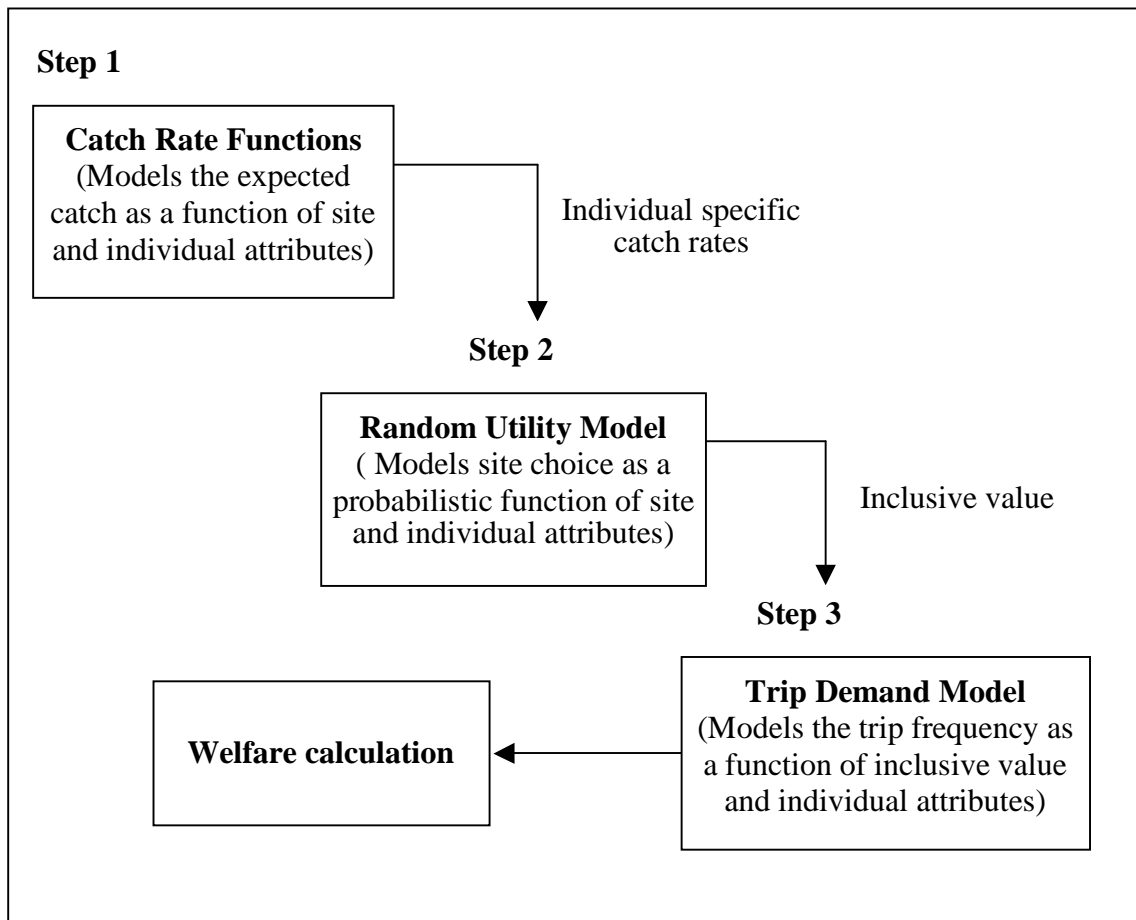 Step 1
Catch Rate Functions
(Models the expected
catch as a function of site
and individual attributes)
Individual specific
catch rates
Step 2
Random Utility Model
( Models site choice as a
probabilistic function of site
and individual attributes)
Inclusive value
Step 3
Trip Demand Model
(Models the trip frequency as
a function of inclusive value
and individual attributes)
Welfare calculation